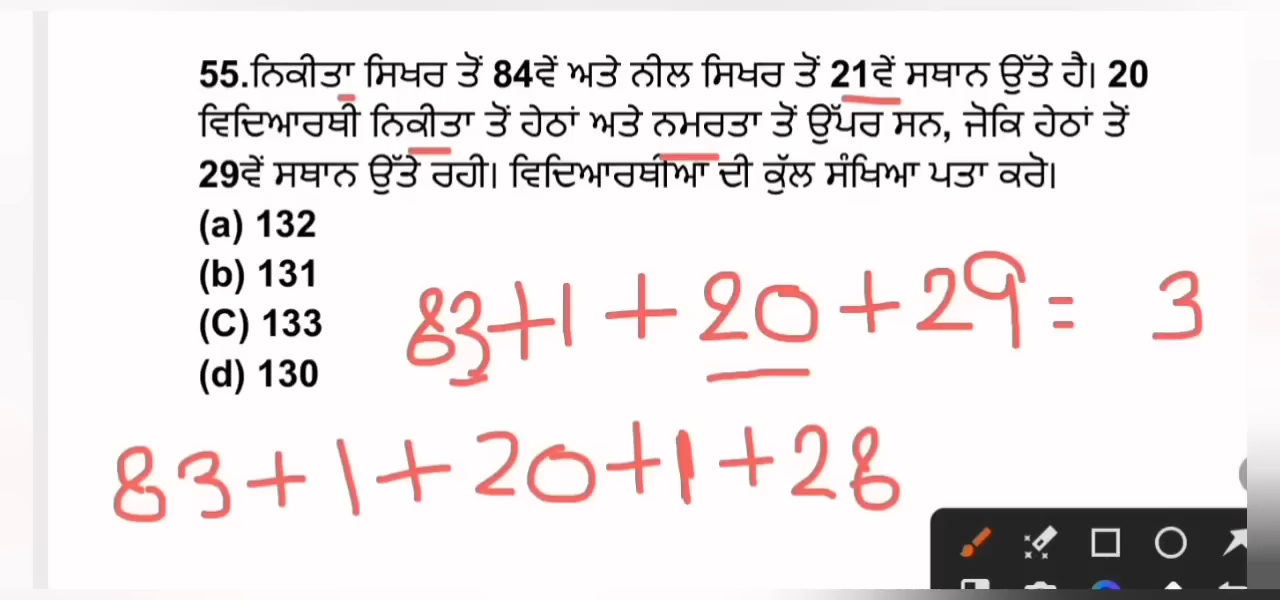 55.ਨਿਕੀਤਾ ਸਿਖਰ ਤੋਂ 84ਵੇਂ ਅਤੇ ਨੀਲ ਸਿਖਰ ਤੋਂ 21ਵੇਂ ਸਥਾਨ ਉੱਤੇ ਹੈ। 20
ਵਿਦਿਆਰਥੀ ਨਿਕੀਤਾ ਤੋਂ ਹੇਠਾਂ ਅਤੇ ਨਮਰਤਾ ਤੋਂ ਉੱਪਰ ਸਨ, ਜੋਕਿ ਹੇਠਾਂ ਤੋਂ
29ਵੇਂ ਸਥਾਨ ਉੱਤੇ ਰਹੀ। ਵਿਦਿਆਰਥੀਆਂ ਦੀ ਕੁੱਲ ਸੰਖਿਆ ਪਤਾ ਕਰੋ।
(a) 132
(b) 131
(C) 133
(d) 130
83+1+20+29= 3
83+1+20+1+28